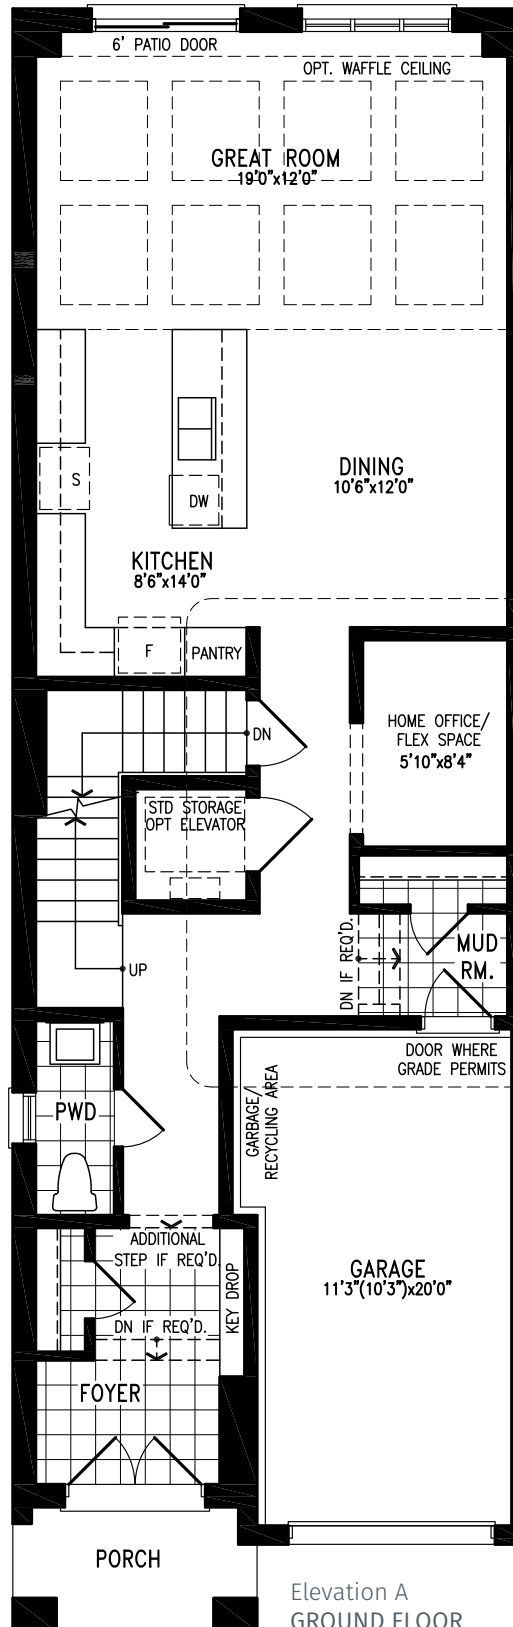 6' PATIO DOOR
OPT. WAFFLE CEILING
GREAT ROOM
19'0"x12'0"
S
DW
DINING
10'6"x12'0"
KITCHEN
8'6"x14'0"
F
PANTRY
DN
HOME OFFICE/
FLEX SPACE
5'10"x8'4"
STD STORAGE
OPT ELEVATOR
UP
DN IF REQ'D.
MUD
RM.
DOOR WHERE
GRADE PERMITS
PWD
GARBAGE/
RECYCLING AREA
ADDITIONAL
STEP IF REQ'D.
KEY DROP
DN IF REQ'D.
GARAGE
11'3"(10'3")x20'0"
FOYER
PORCH
Elevation A
GROUND FLOOR